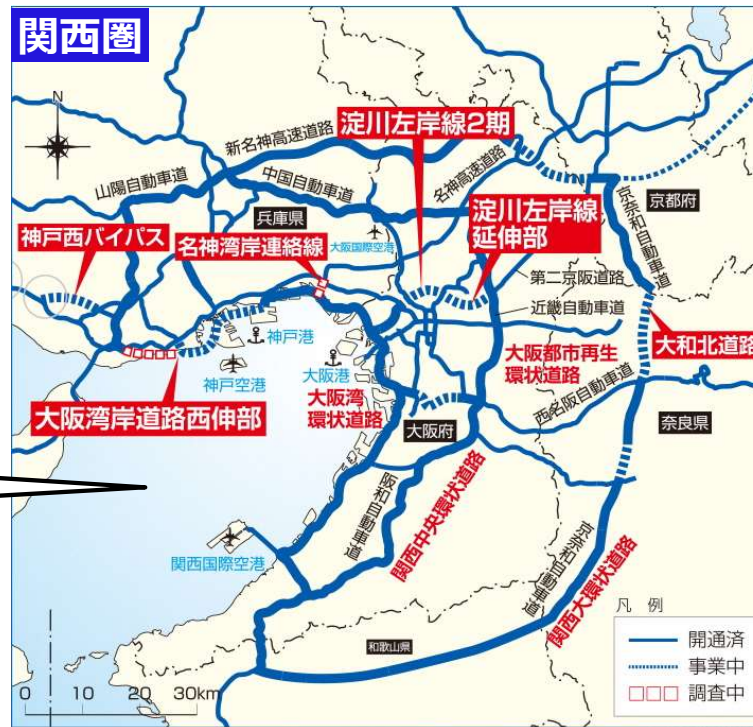 関西圏
N
淀川左岸線2期
新名神高速道路
名神高速道路
山陽自動車道
中国自動車道
兵庫県
淀川左岸線
延伸部
京都府
京奈和自動車道
神戸西バイパス
名神湾岸連絡線
大阪国際空港
第二京阪道路
近畿自動車道
神戸港
大阪都市再生
環状道路
大和北道路
神戸空港
大阪港
大阪湾岸道路西伸部
大阪湾
環状道路
西名阪自動車道
大阪府
奈良県
阪和自動車道
関西中央環状道路
関西国際空港
京奈和自動車道
関西大環状道路
凡 例
開通済
事業中
調査中
和歌山県
0 10 20 30km